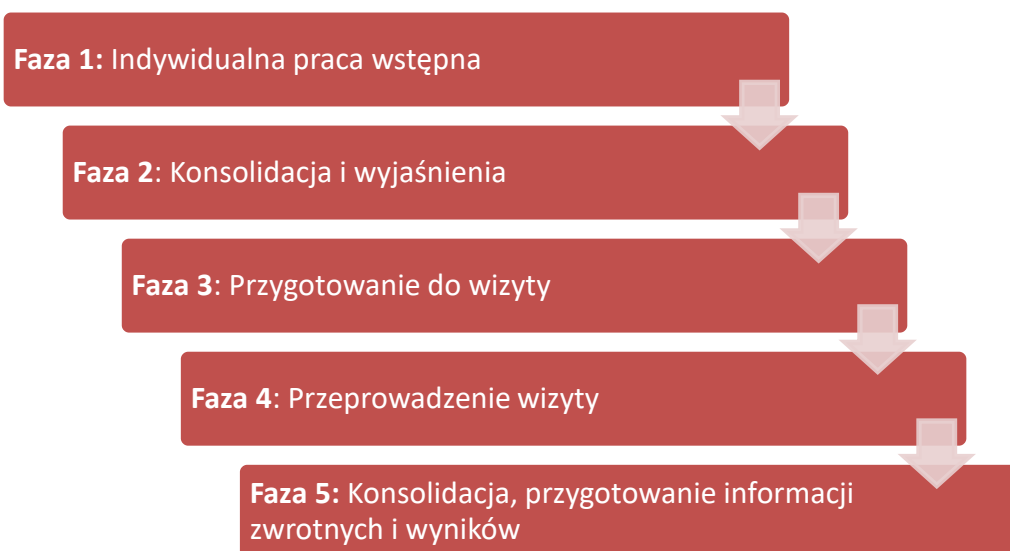 Faza 1: Indywidualna praca wstępna
Faza 2: Konsolidacja i wyjaśnienia
Faza 3: Przygotowanie do wizyty
Faza 4: Przeprowadzenie wizyty
Faza 5: Konsolidacja, przygotowanie informacji
zwrotnych i wyników